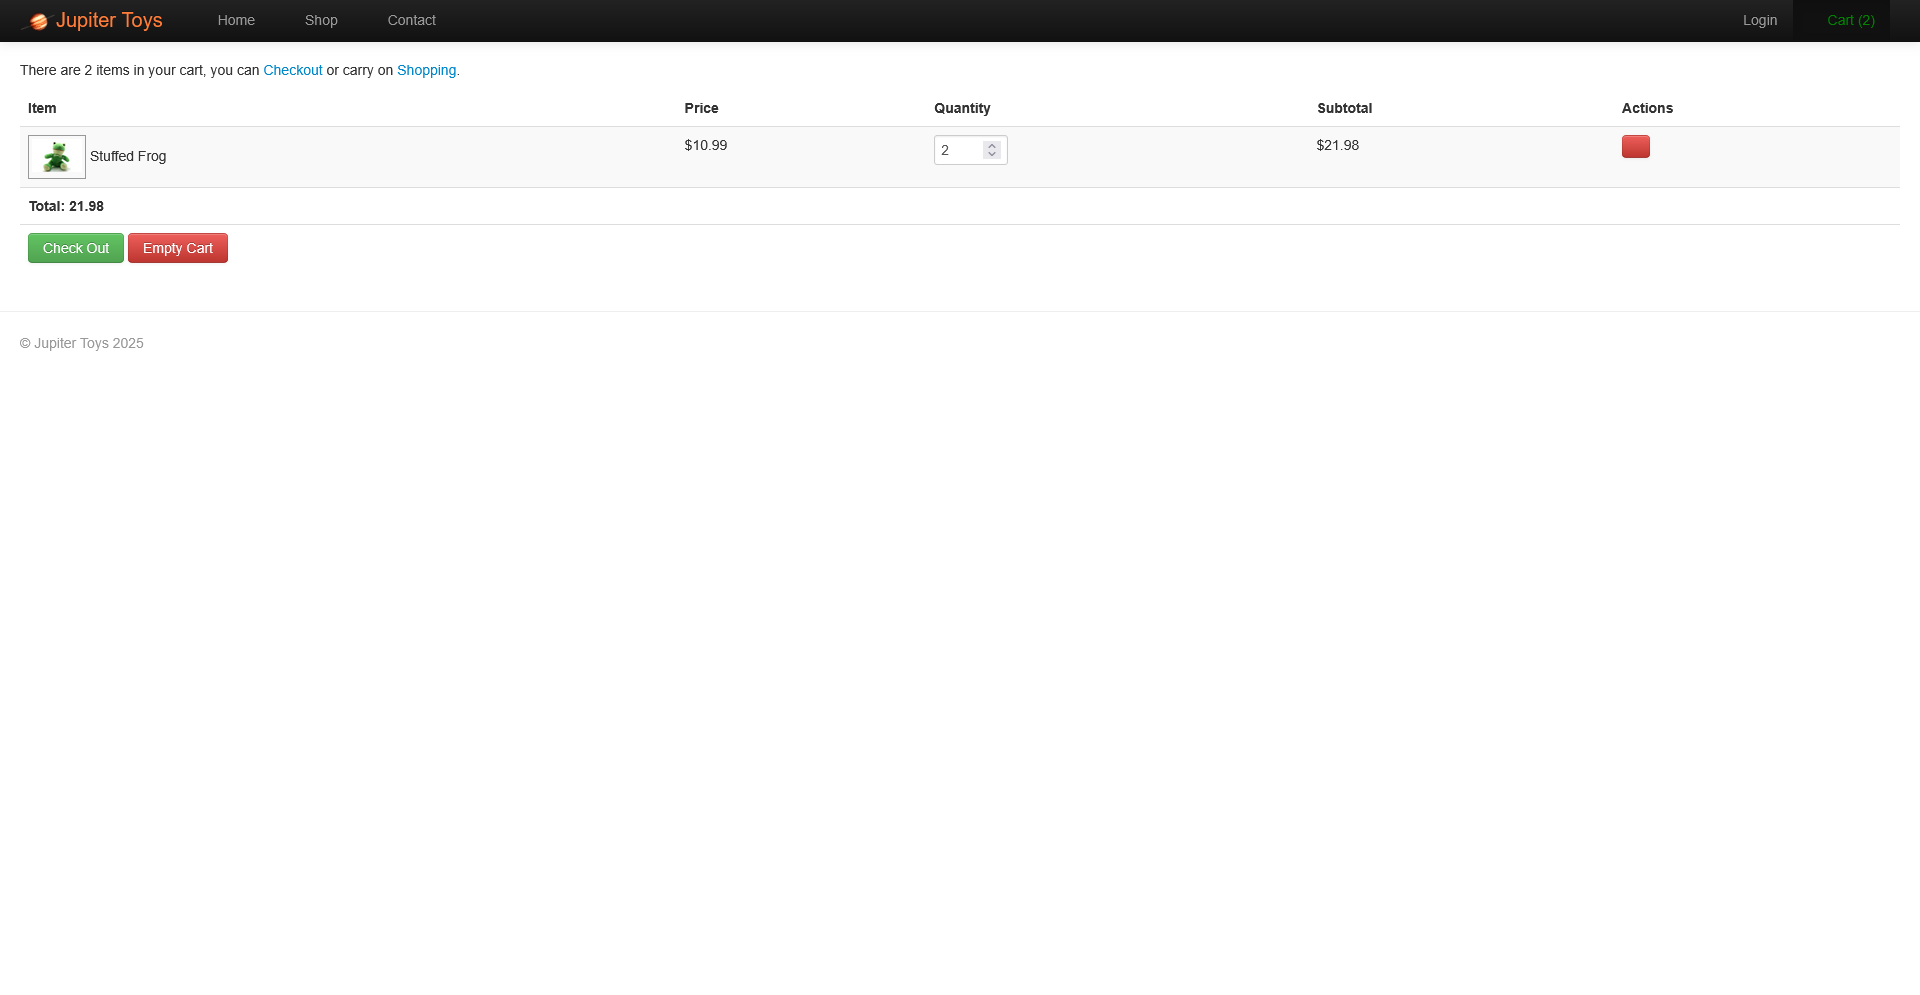 Jupiter Toys Home Shop Contact Login Cart (2)
There are 2 items in your cart, you can Checkout or carry on Shopping.
Item Price Quantity Subtotal Actions
Stuffed Frog $10.99 2 $21.98
Total: 21.98
Check Out Empty Cart
© Jupiter Toys 2025